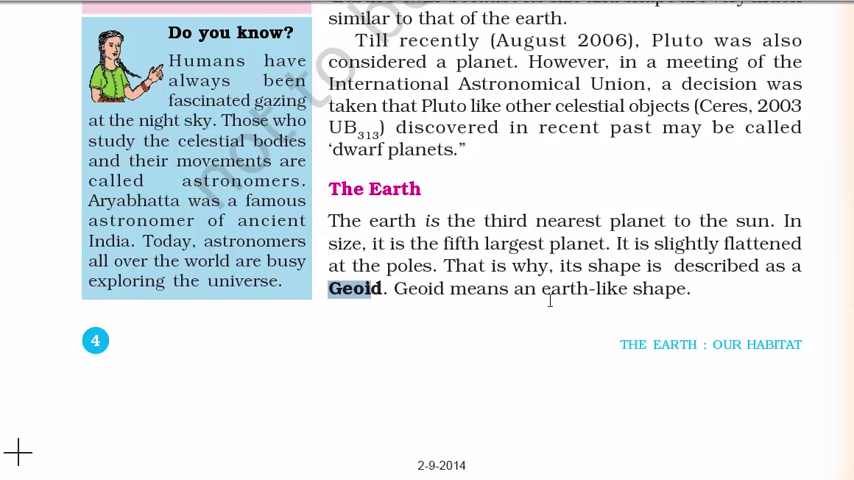 Do you know?
Humans have
always been
fascinated gazing
at the night sky. Those who
study the celestial bodies
and their movements are
called astronomers.
Aryabhatta was a famous
astronomer of ancient
India. Today, astronomers
all over the world are busy
exploring the universe.
similar to that of the earth.
Till recently (August 2006), Pluto was also
considered a planet. However, in a meeting of the
International Astronomical Union, a decision was
taken that Pluto like other celestial objects (Ceres, 2003
UB313) discovered in recent past may be called
‘dwarf planets.”
The Earth
The earth is the third nearest planet to the sun. In
size, it is the fifth largest planet. It is slightly flattened
at the poles. That is why, its shape is described as a
Geoid. Geoid means an earth-like shape.
4
THE EARTH : OUR HABITAT
2-9-2014
not to be